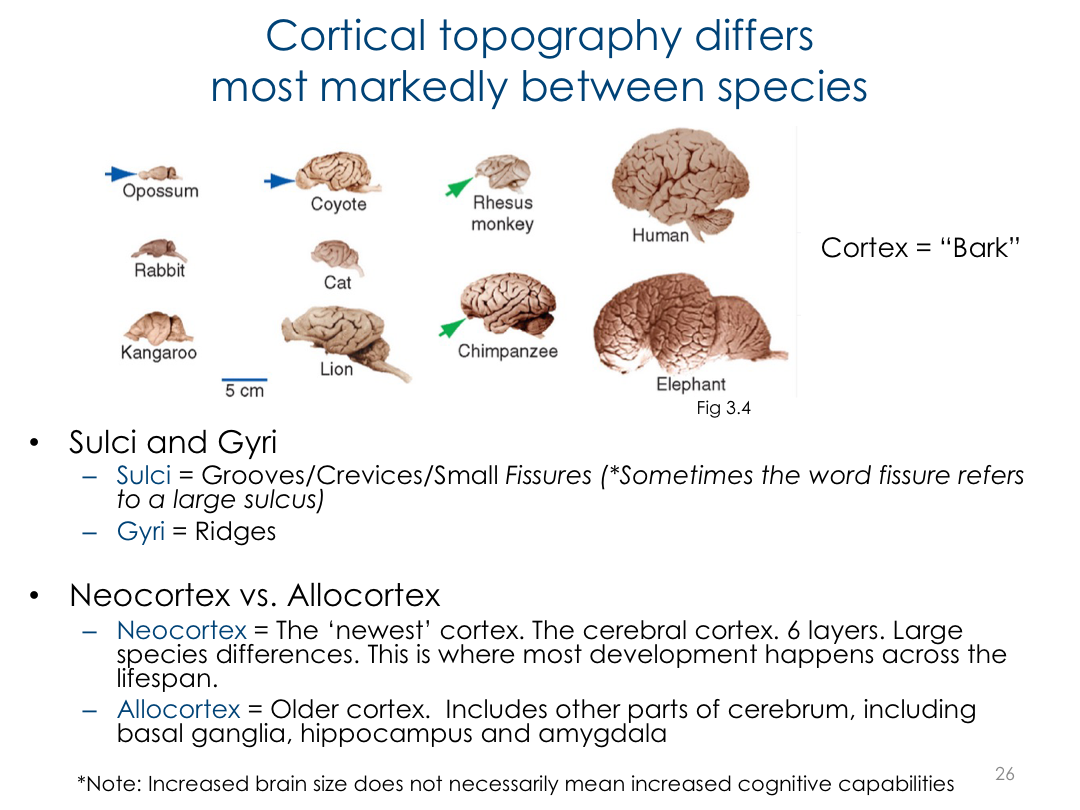 Cortical topography differs
most markedly between species
Opossum
Coyote
Rhesus
monkey
Human
Cortex = “Bark”
Rabbit
Cat
Kangaroo
Lion
Chimpanzee
Elephant
5 cm
Fig 3.4
• Sulci and Gyri
– Sulci = Grooves/Crevices/Small Fissures (*Sometimes the word fissure refers
to a large sulcus)
– Gyri = Ridges
• Neocortex vs. Allocortex
– Neocortex = The ‘newest’ cortex. The cerebral cortex. 6 layers. Large
species differences. This is where most development happens across the
lifespan.
– Allocortex = Older cortex.  Includes other parts of cerebrum, including
basal ganglia, hippocampus and amygdala
*Note: Increased brain size does not necessarily mean increased cognitive capabilities
26